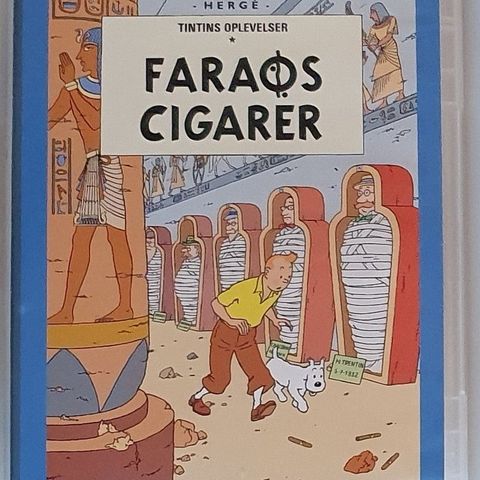 - HERGÉ -
TINTINS OPLEVELSER
FARAOS
CIGARER